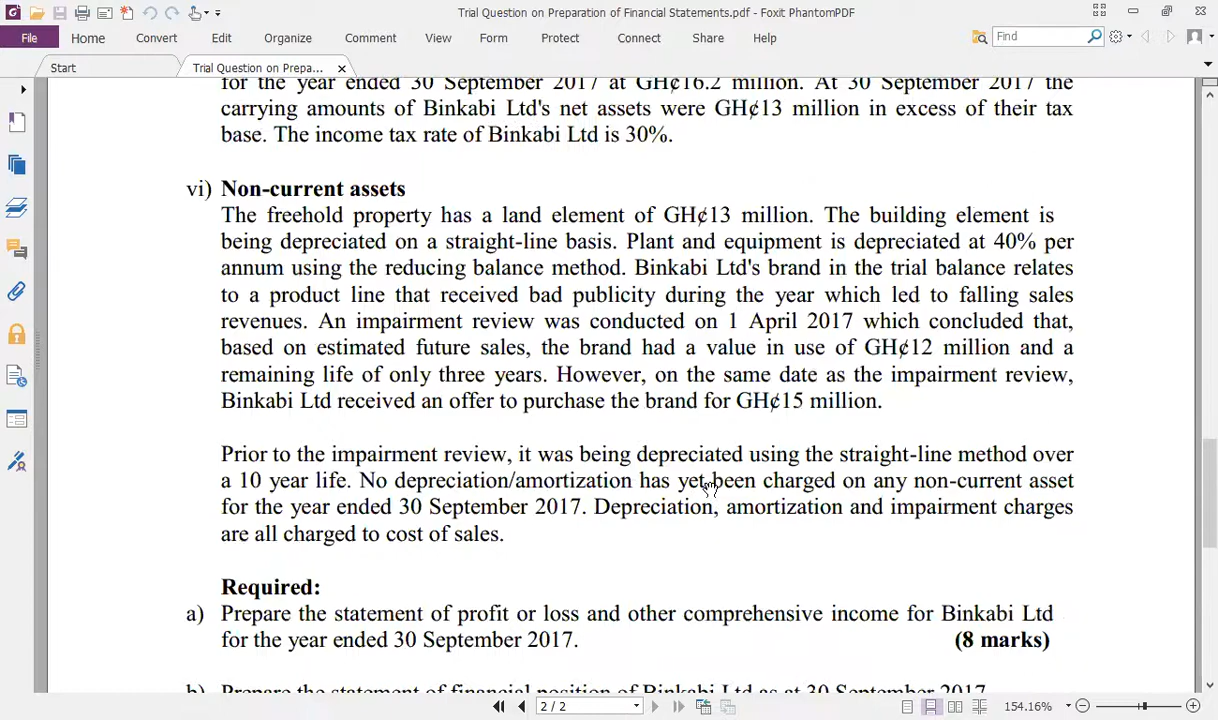 Trial Question on Preparation of Financial Statements.pdf - Foxit PhantomPDF
File Home Convert Edit Organize Comment View Form Protect Connect Share Help Find
Start Trial Question on Prepa...
for the year ended 30 September 2017 at GH¢16.2 million. At 30 September 2017 the
carrying amounts of Binkabi Ltd's net assets were GH¢13 million in excess of their tax
base. The income tax rate of Binkabi Ltd is 30%.
vi) Non-current assets
The freehold property has a land element of GH¢13 million. The building element is
being depreciated on a straight-line basis. Plant and equipment is depreciated at 40% per
annum using the reducing balance method. Binkabi Ltd's brand in the trial balance relates
to a product line that received bad publicity during the year which led to falling sales
revenues. An impairment review was conducted on 1 April 2017 which concluded that,
based on estimated future sales, the brand had a value in use of GH¢12 million and a
remaining life of only three years. However, on the same date as the impairment review,
Binkabi Ltd received an offer to purchase the brand for GH¢15 million.
Prior to the impairment review, it was being depreciated using the straight-line method over
a 10 year life. No depreciation/amortization has yet been charged on any non-current asset
for the year ended 30 September 2017. Depreciation, amortization and impairment charges
are all charged to cost of sales.
Required:
a) Prepare the statement of profit or loss and other comprehensive income for Binkabi Ltd
for the year ended 30 September 2017. (8 marks)
b) Prepare the statement of financial position of Binkabi Ltd as at 30 September 2017
2 / 2 154.16%